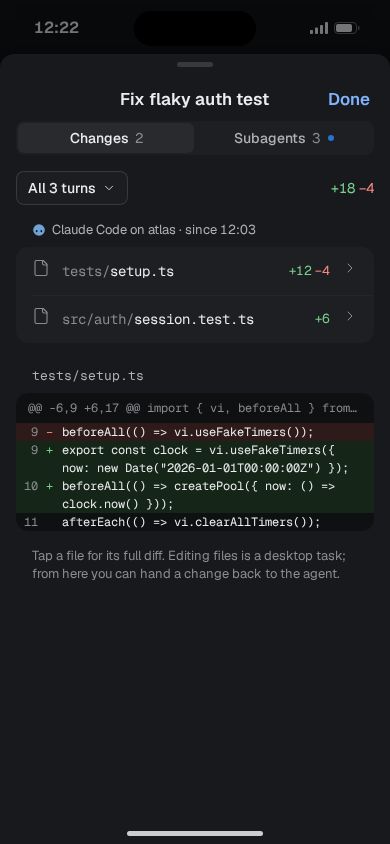 12:22
Fix flaky auth test
Done
Changes 2
Subagents 3
All 3 turns
+18 −4
Claude Code on atlas · since 12:03
tests/setup.ts
+12 −4
src/auth/session.test.ts
+6
tests/setup.ts
@@ -6,9 +6,17 @@ import { vi, beforeAll } from…
9 − beforeAll(() => vi.useFakeTimers());
9 + export const clock = vi.useFakeTimers({
now: new Date("2026-01-01T00:00:00Z") });
10 + beforeAll(() => createPool({ now: () =>
clock.now() }));
11 afterEach(() => vi.clearAllTimers());
Tap a file for its full diff. Editing files is a desktop task;
from here you can hand a change back to the agent.